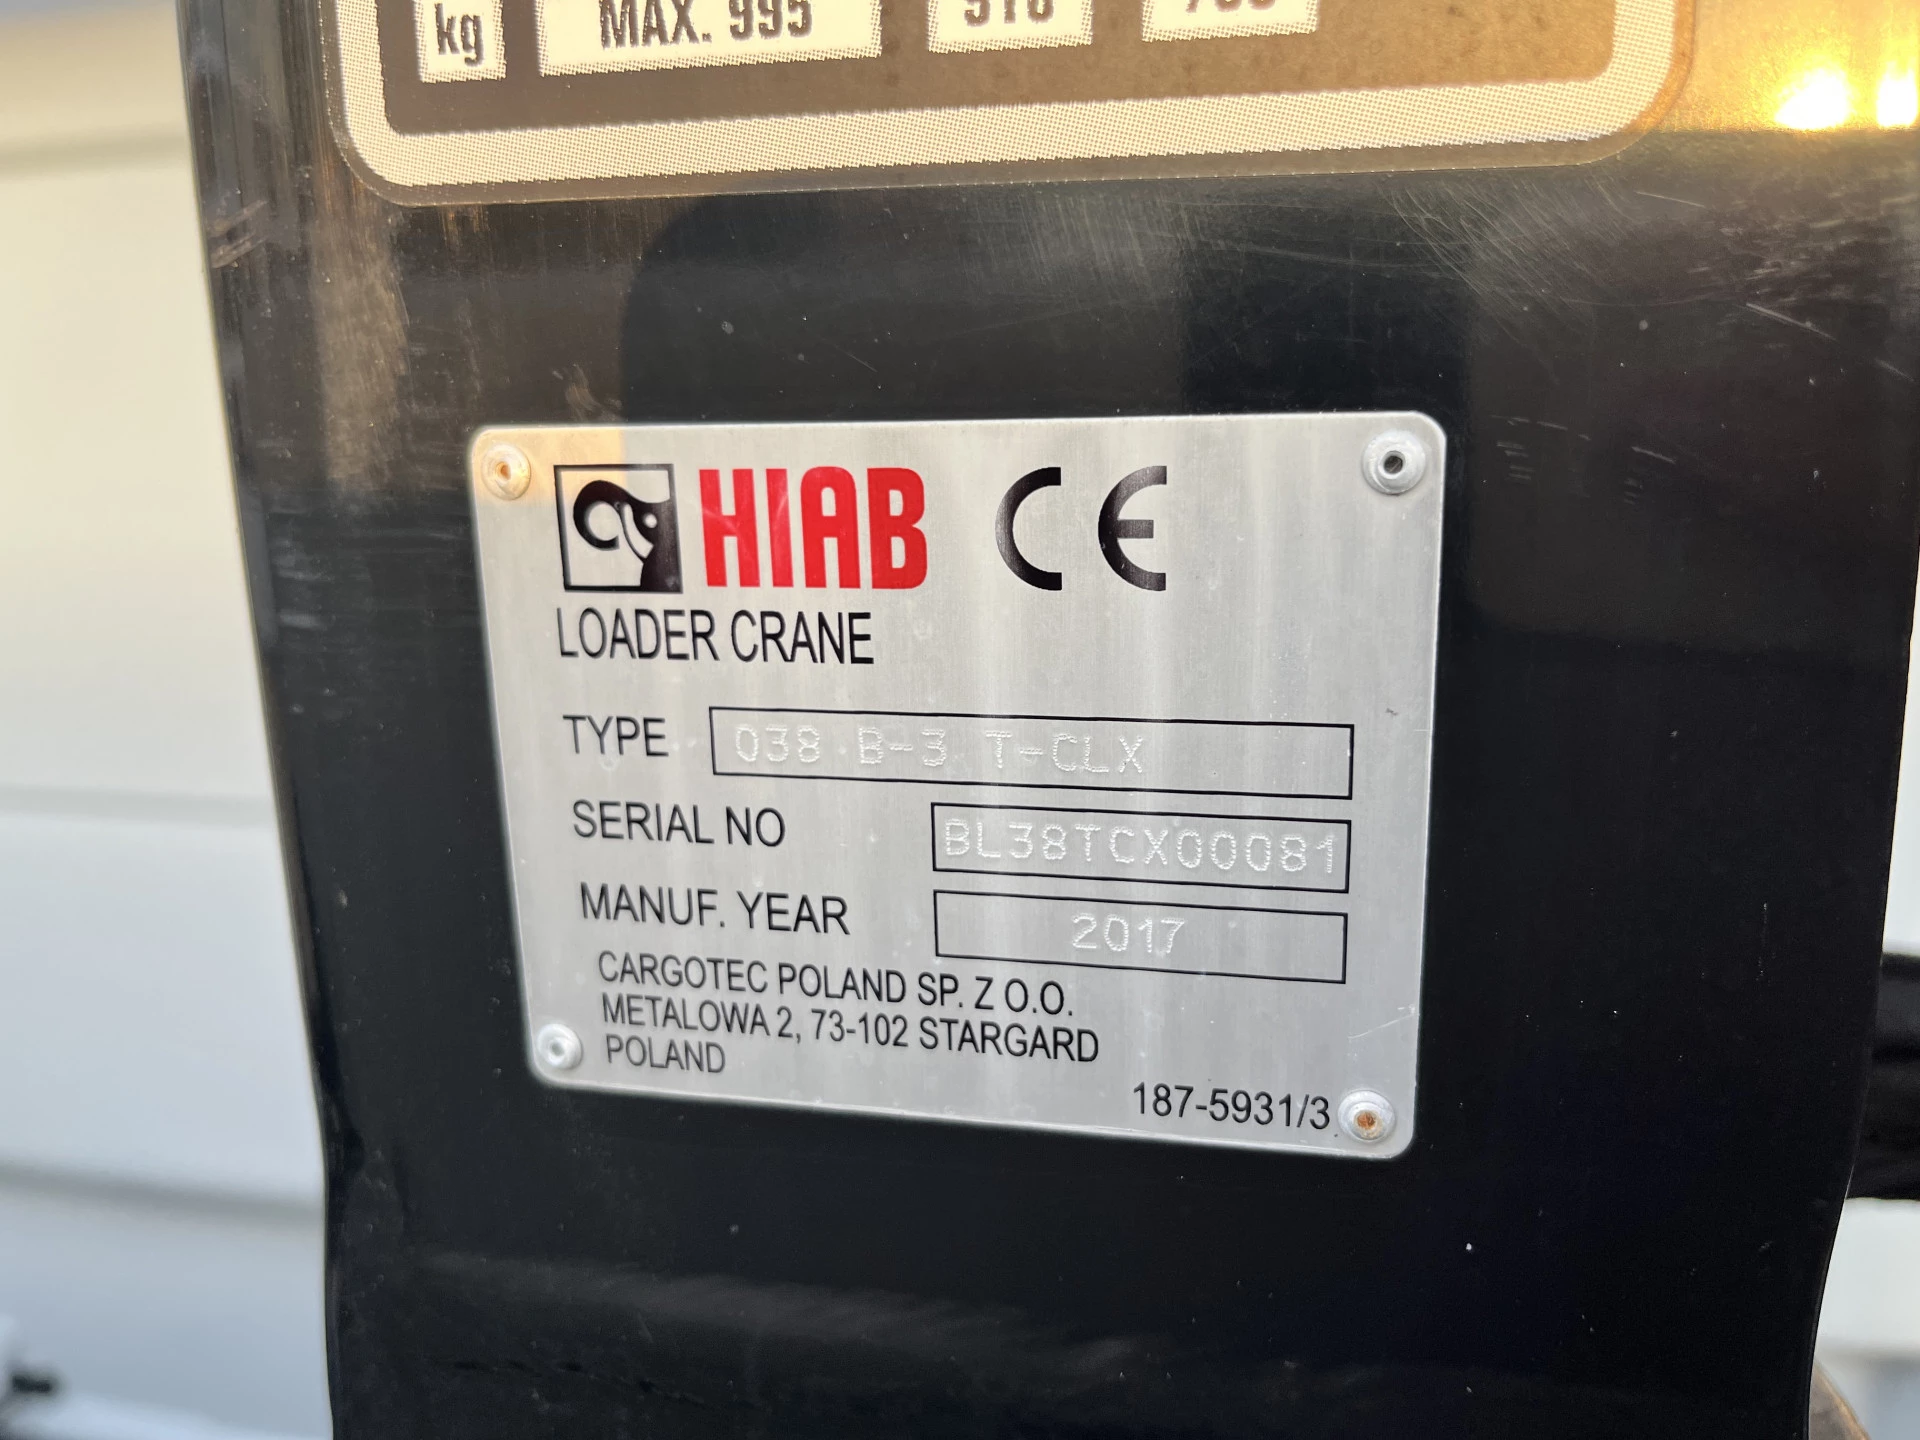 kg MAX. 995
HIAB CE
LOADER CRANE
TYPE 038 B-3 T-CLX
SERIAL NO BL38TCX00081
MANUF. YEAR 2017
CARGOTEC POLAND SP. Z O.O.
METALOWA 2, 73-102 STARGARD
POLAND
187-5931/3